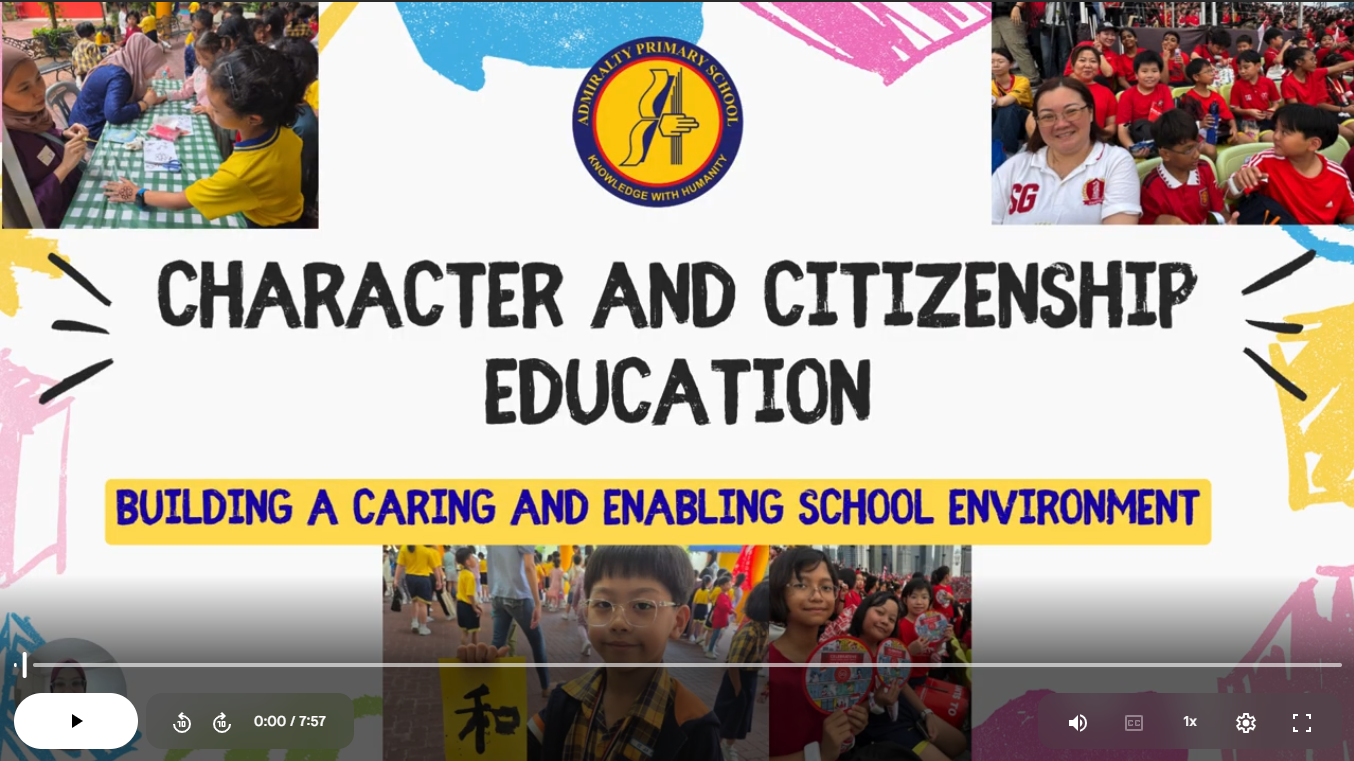 ADMIRALTY PRIMARY SCHOOL
KNOWLEDGE WITH HUMANITY
SG
CHARACTER AND CITIZENSHIP
EDUCATION
BUILDING A CARING AND ENABLING SCHOOL ENVIRONMENT
和
10
10
0:00 / 7:57
CC
1x